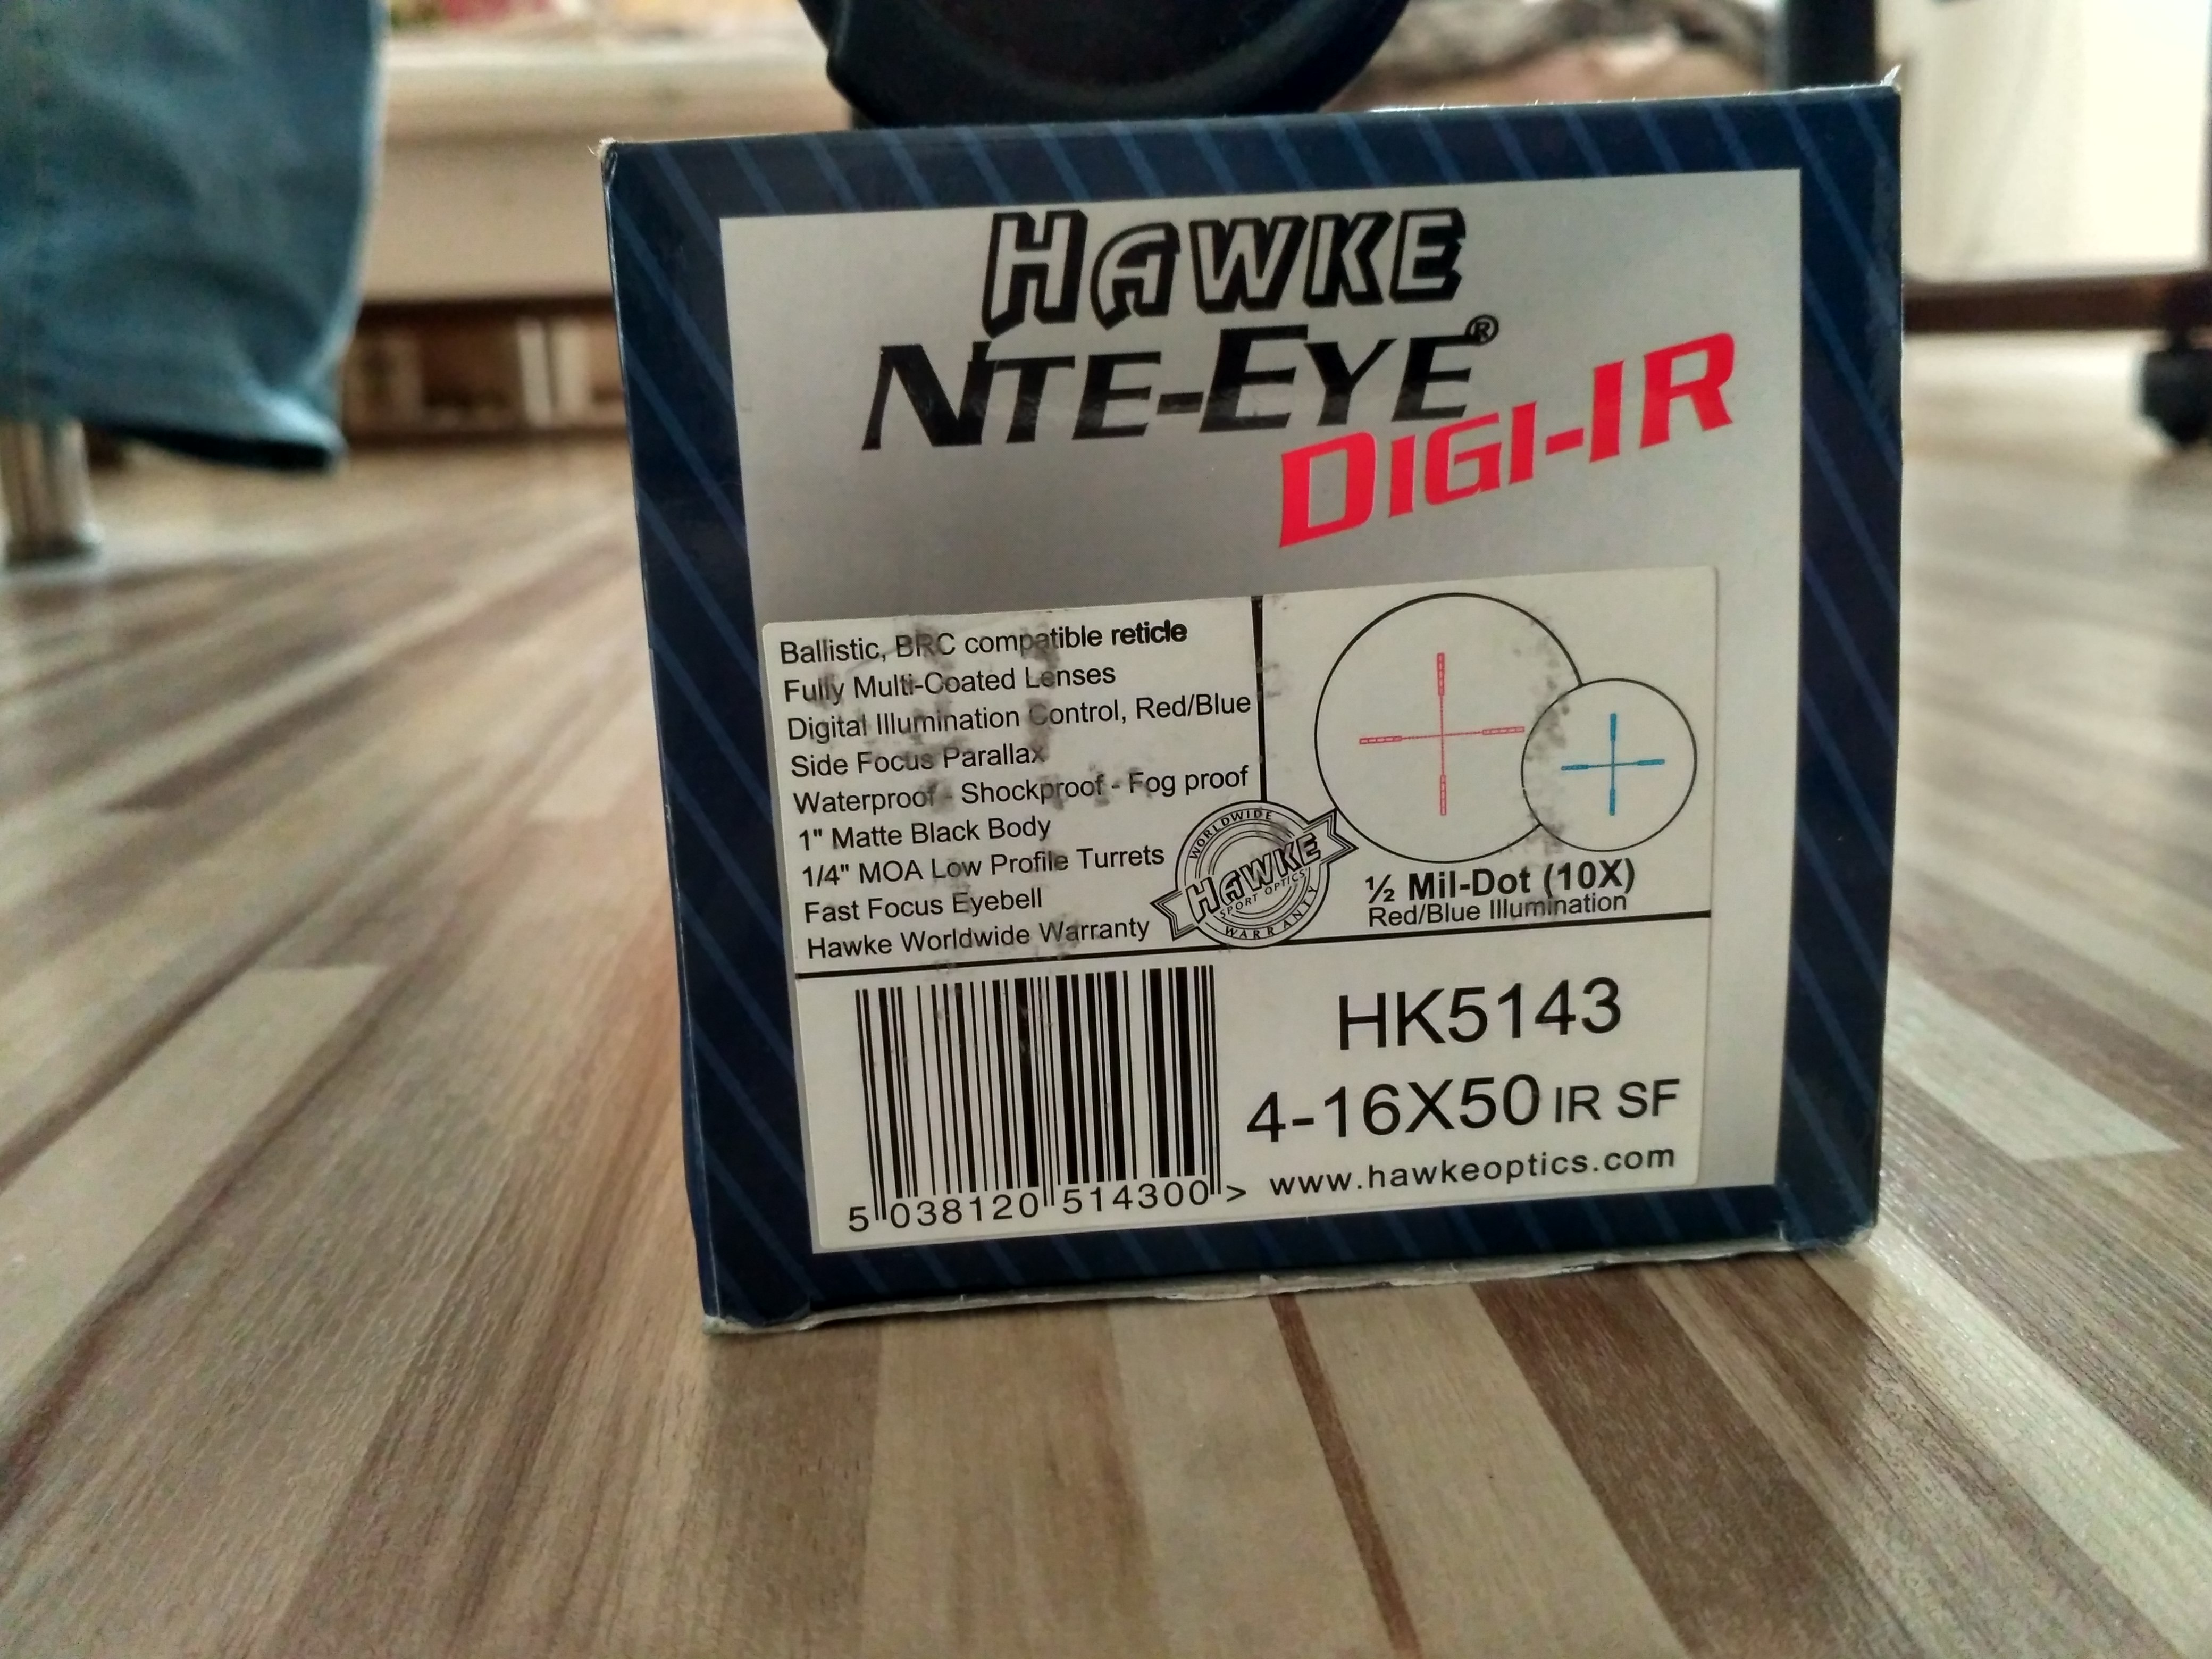 HAWKE
NITE-EYE®
DIGI-IR
Ballistic, BRC compatible reticle
Fully Multi-Coated Lenses
Digital Illumination Control, Red/Blue
Side Focus Parallax
Waterproof - Shockproof - Fog proof
1" Matte Black Body
1/4" MOA Low Profile Turrets
Fast Focus Eyebell
Hawke Worldwide Warranty
WORLDWIDE
HAWKE
SPORT OPTICS
WARRANTY
½ Mil-Dot (10X)
Red/Blue Illumination
HK5143
4-16X50 IR SF
www.hawkeoptics.com
5 038120 514300 >